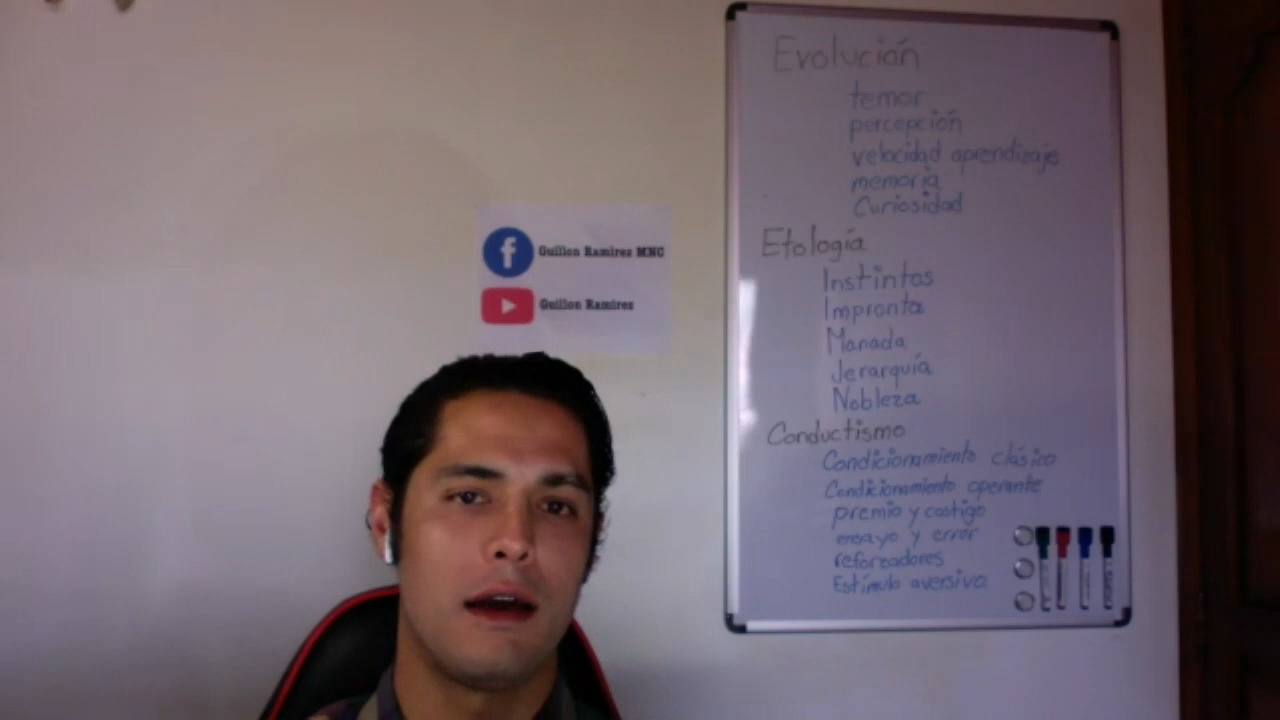 Guillon Ramirez MNC
Guillon Ramirez
Evolución
temor
percepción
velocidad aprendizaje
memoria
Curiosidad
Etología
Instintos
Impronta
Manada
Jerarquía
Nobleza
Conductismo
Condicionamiento clásico
Condicionamiento operante
premio y castigo
ensayo y error
reforzadores
Estímulo aversivo